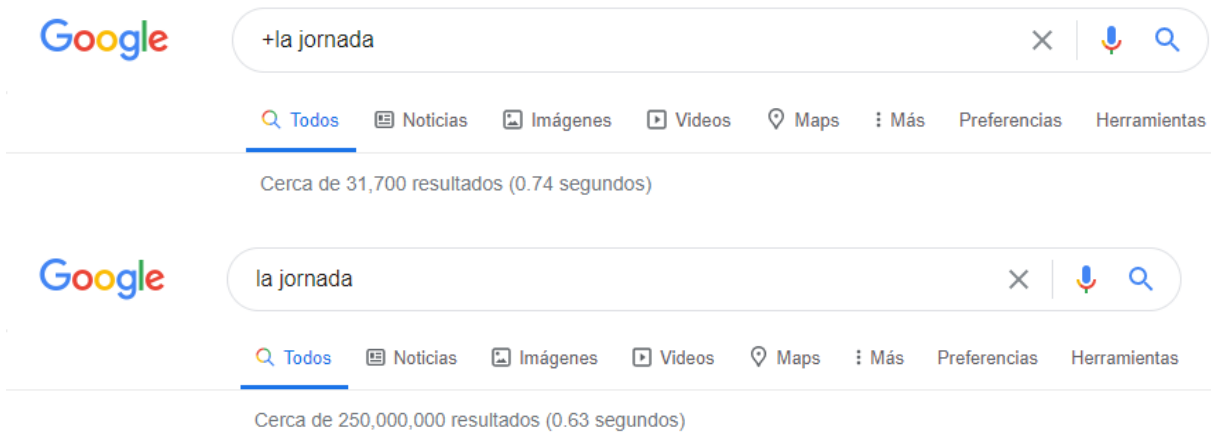 Google +la jornada
Todos Noticias Imágenes Videos Maps Más Preferencias Herramientas
Cerca de 31,700 resultados (0.74 segundos)
Google la jornada
Todos Noticias Imágenes Videos Maps Más Preferencias Herramientas
Cerca de 250,000,000 resultados (0.63 segundos)